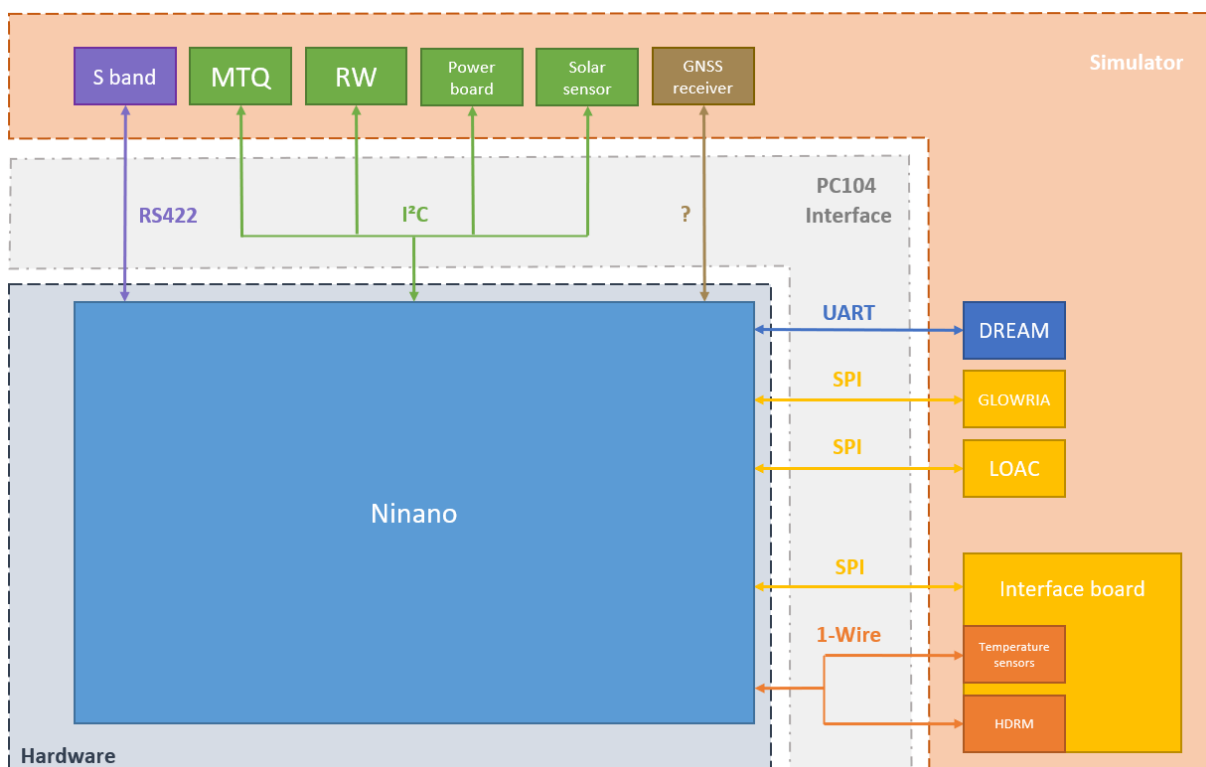 Simulator
S band
MTQ
RW
Power
board
Solar
sensor
GNSS
receiver
PC104
Interface
RS422
I²C
?
UART
DREAM
SPI
GLOWRIA
SPI
LOAC
Ninano
SPI
Interface board
1-Wire
Temperature
sensors
HDRM
Hardware